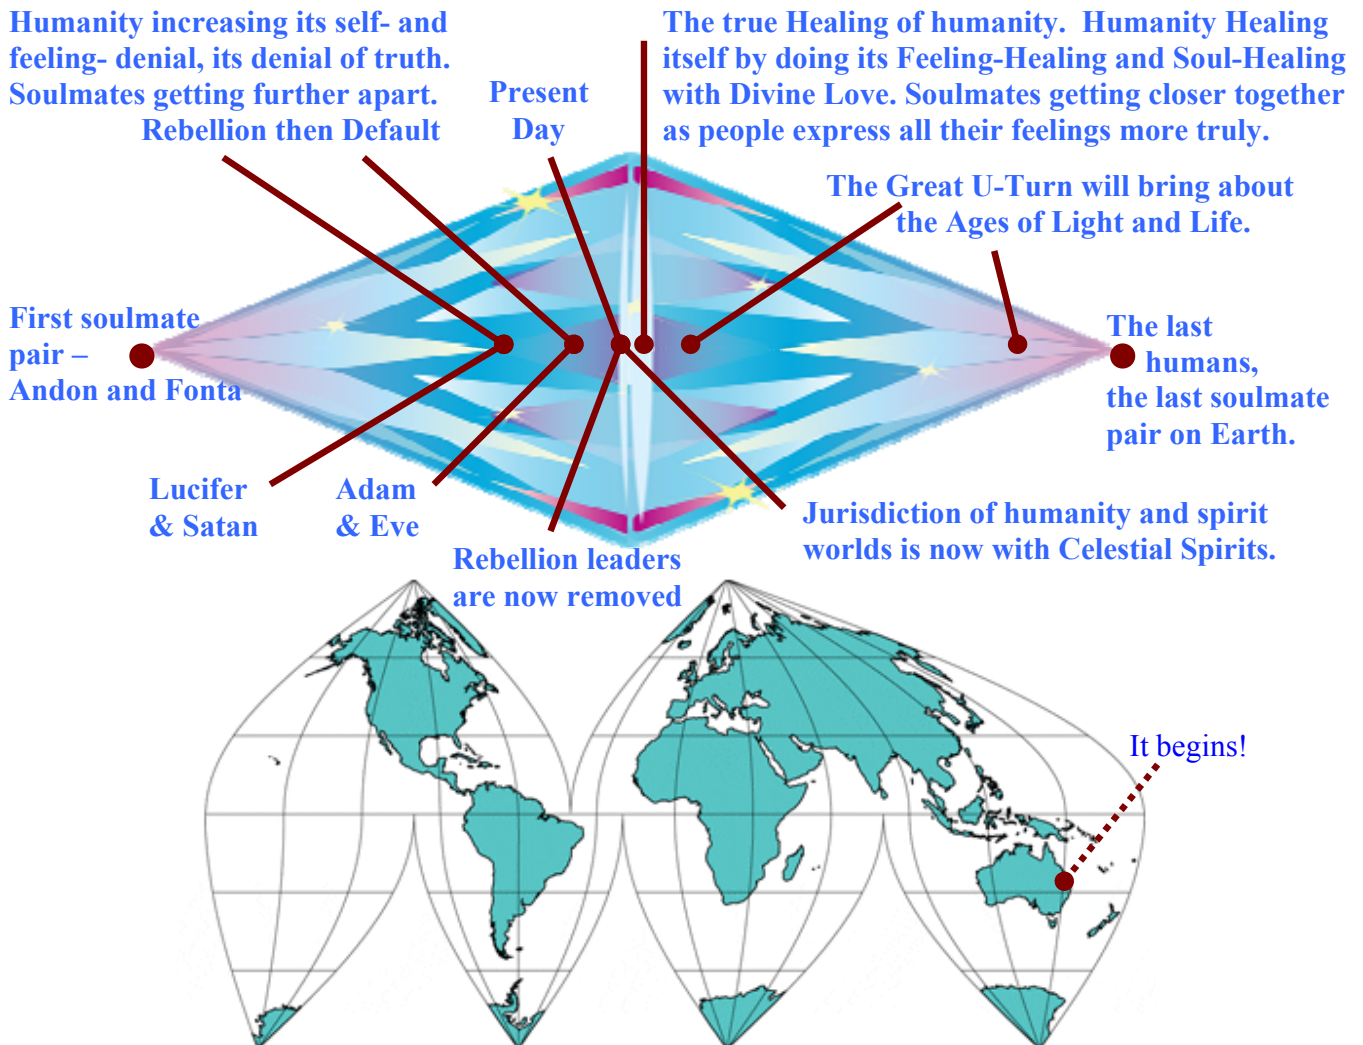 Humanity increasing its self- and
feeling- denial, its denial of truth.
Soulmates getting further apart.
Rebellion then Default
Present
Day
The true Healing of humanity.  Humanity Healing
itself by doing its Feeling-Healing and Soul-Healing
with Divine Love. Soulmates getting closer together
as people express all their feelings more truly.
The Great U-Turn will bring about
the Ages of Light and Life.
First soulmate
pair –
Andon and Fonta
The last
humans,
the last soulmate
pair on Earth.
Lucifer
& Satan
Adam
& Eve
Rebellion leaders
are now removed
Jurisdiction of humanity and spirit
worlds is now with Celestial Spirits.
It begins!